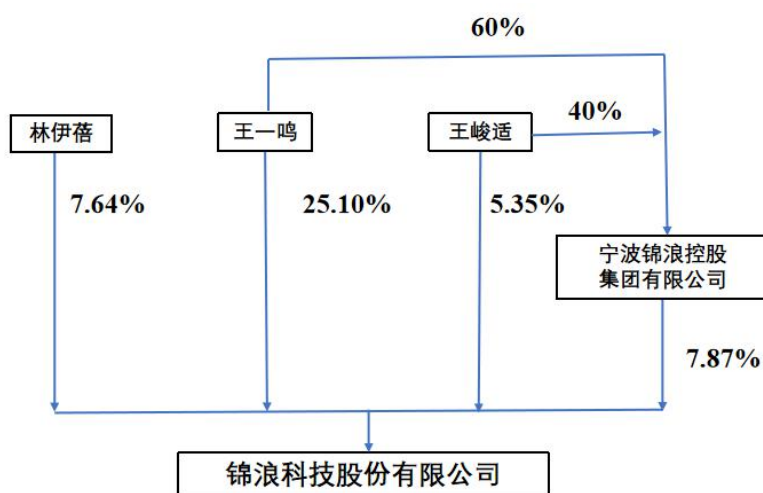 60%
林伊蓓
王一鸣
王峻适
40%
7.64%
25.10%
5.35%
宁波锦浪控股
集团有限公司
7.87%
锦浪科技股份有限公司